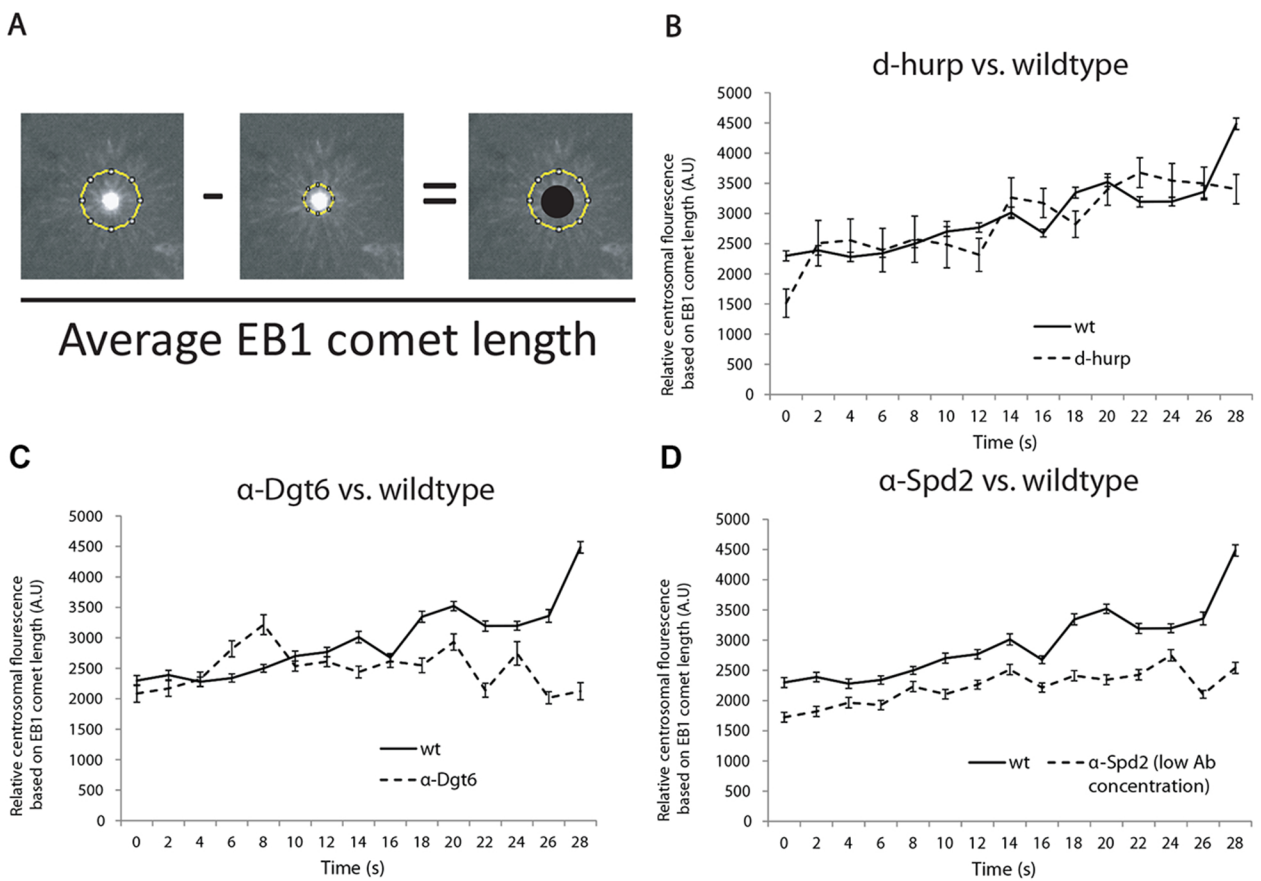 A
-
=
Average EB1 comet length
B
d-hurp vs. wildtype
Relative centrosomal flourescence
based on EB1 comet length (A.U)
5000
4500
4000
3500
3000
2500
2000
1500
1000
500
0
wt
d-hurp
0 2 4 6 8 10 12 14 16 18 20 22 24 26 28
Time (s)
C
α-Dgt6 vs. wildtype
Relative centrosomal flourescence
based on EB1 comet length (A.U)
5000
4500
4000
3500
3000
2500
2000
1500
1000
500
0
wt
α-Dgt6
0 2 4 6 8 10 12 14 16 18 20 22 24 26 28
Time (s)
D
α-Spd2 vs. wildtype
Relative centrosomal flourescence
based on EB1 comet length (A.U)
5000
4500
4000
3500
3000
2500
2000
1500
1000
500
0
wt α-Spd2 (low Ab
concentration)
0 2 4 6 8 10 12 14 16 18 20 22 24 26 28
Time (s)